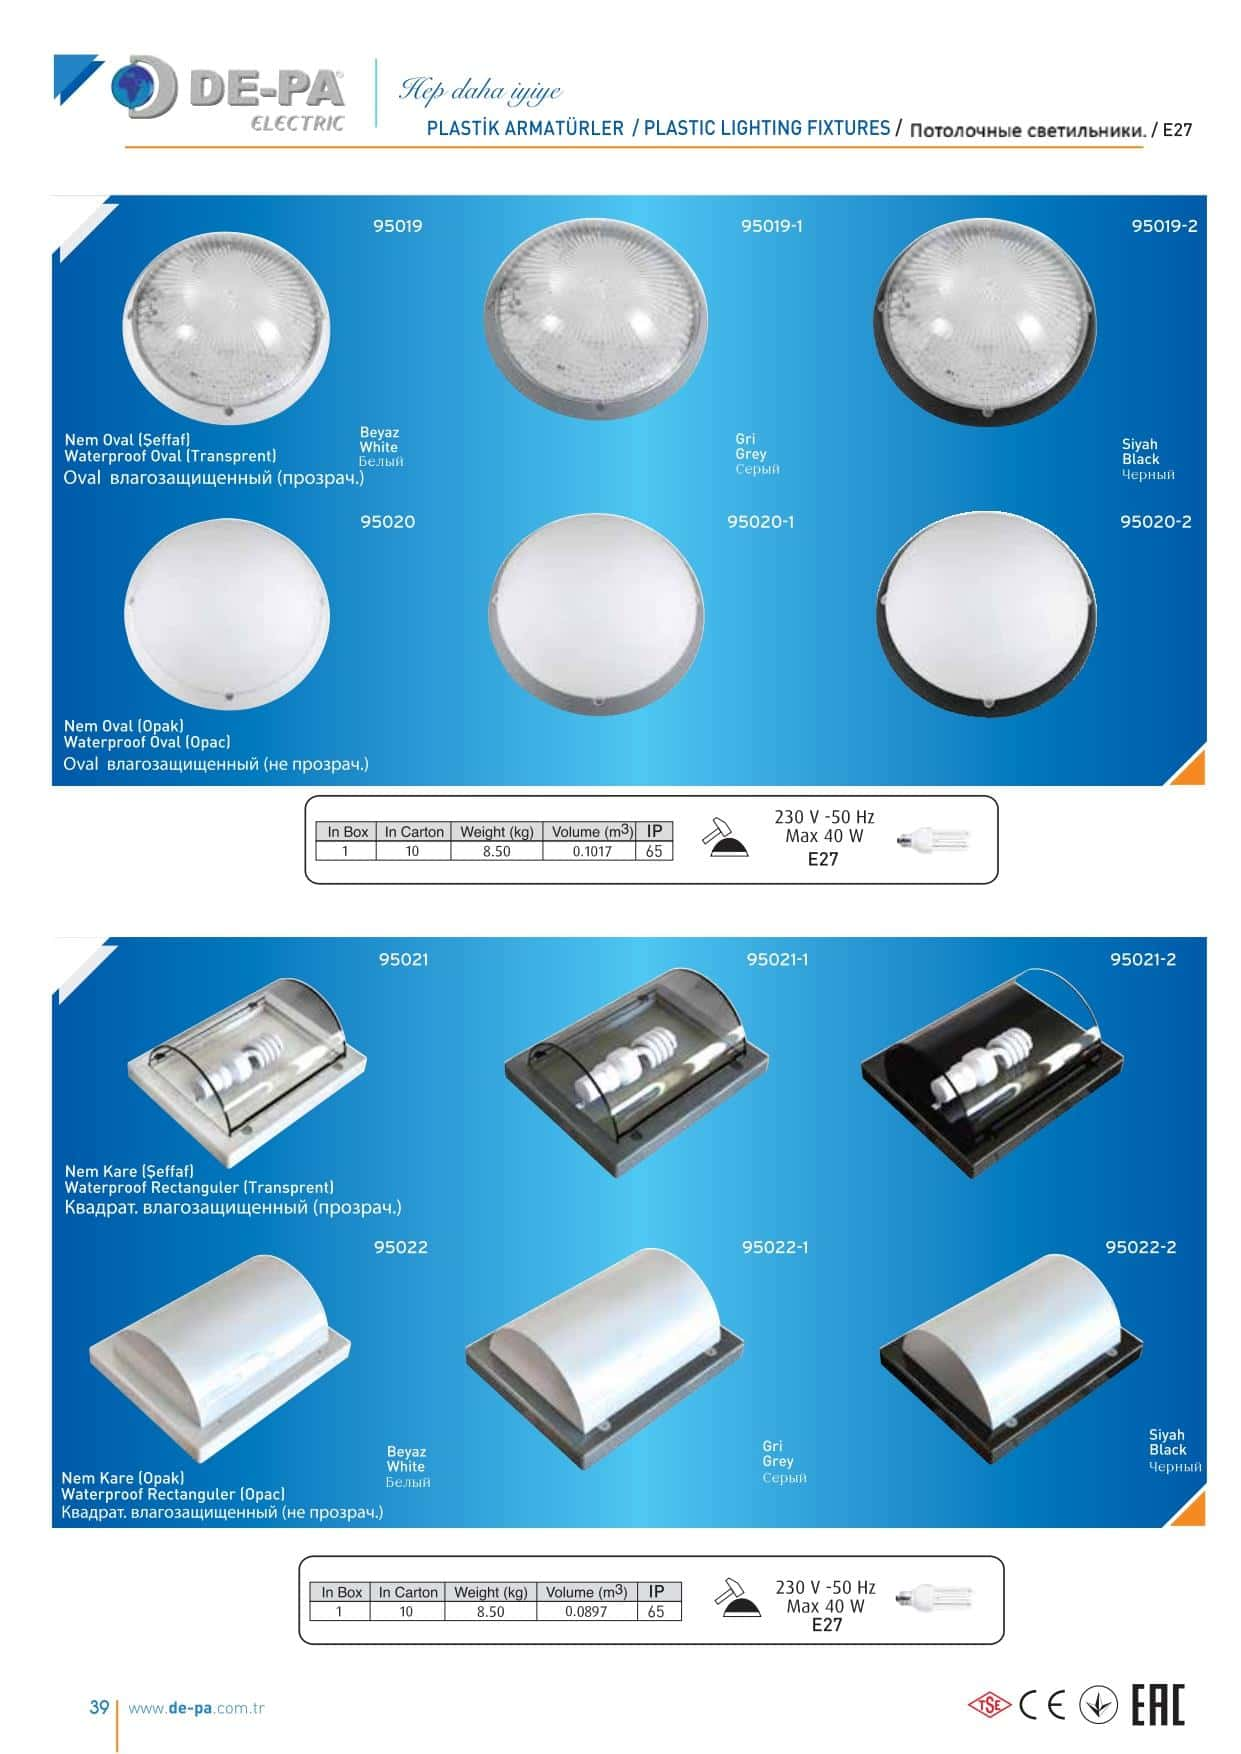 DE-PA
ELECTRIC
Hep daha iyiye
PLASTİK ARMATÜRLER / PLASTIC LIGHTING FIXTURES / Потолочные светильники. / E27
95019
95019-1
95019-2
Nem Oval (Şeffaf)
Waterproof Oval (Transprent)
Oval влагозащищенный (прозрач.)
Beyaz
White
Белый
Gri
Grey
Серый
Siyah
Black
Черный
95020
95020-1
95020-2
Nem Oval (Opak)
Waterproof Oval (Opac)
Oval влагозащищенный (не прозрач.)
In Box In Carton Weight (kg) Volume (m3) IP
1 10 8.50 0.1017 65
230 V -50 Hz
Max 40 W
E27
95021
95021-1
95021-2
Nem Kare (Şeffaf)
Waterproof Rectanguler (Transprent)
Квадрат. влагозащищенный (прозрач.)
95022
95022-1
95022-2
Beyaz
White
Белый
Gri
Grey
Серый
Siyah
Black
Черный
Nem Kare (Opak)
Waterproof Rectanguler (Opac)
Квадрат. влагозащищенный (не прозрач.)
In Box In Carton Weight (kg) Volume (m3) IP
1 10 8.50 0.0897 65
230 V -50 Hz
Max 40 W
E27
39 www.de-pa.com.tr
TSE CE EAC